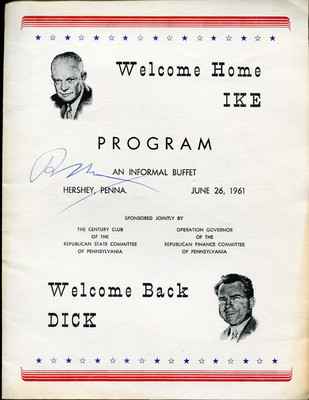 Welcome Home
IKE
PROGRAM
AN INFORMAL BUFFET
HERSHEY, PENNA. JUNE 26, 1961
SPONSORED JOINTLY BY
THE CENTURY CLUB
OF THE
REPUBLICAN STATE COMMITTEE
OF PENNSYLVANIA
OPERATION GOVERNOR
OF THE
REPUBLICAN FINANCE COMMITTEE
OF PENNSYLVANIA
Welcome Back
DICK